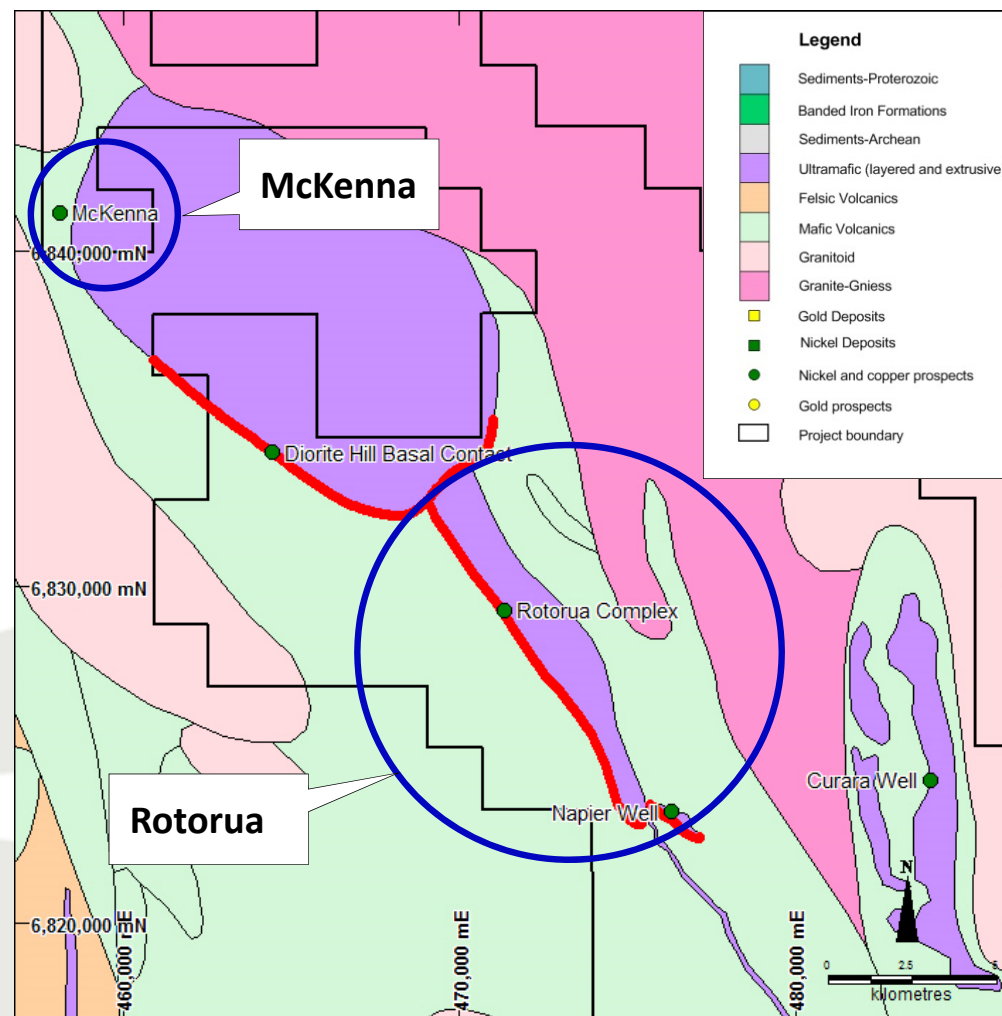 Legend
Sediments-Proterozoic
Banded Iron Formations
Sediments-Archean
Ultramafic (layered and extrusive
Felsic Volcanics
Mafic Volcanics
Granitoid
Granite-Gniess
Gold Deposits
Nickel Deposits
Nickel and copper prospects
Gold prospects
Project boundary
McKenna
McKenna
6,840,000 mN
Diorite Hill Basal Contact
6,830,000 mN
Rotorua Complex
Curara Well
Rotorua
Napier Well
N
6,820,000 mN
460,000 mE
470,000 mE
480,000 mE
0 2.5 5
kilometres